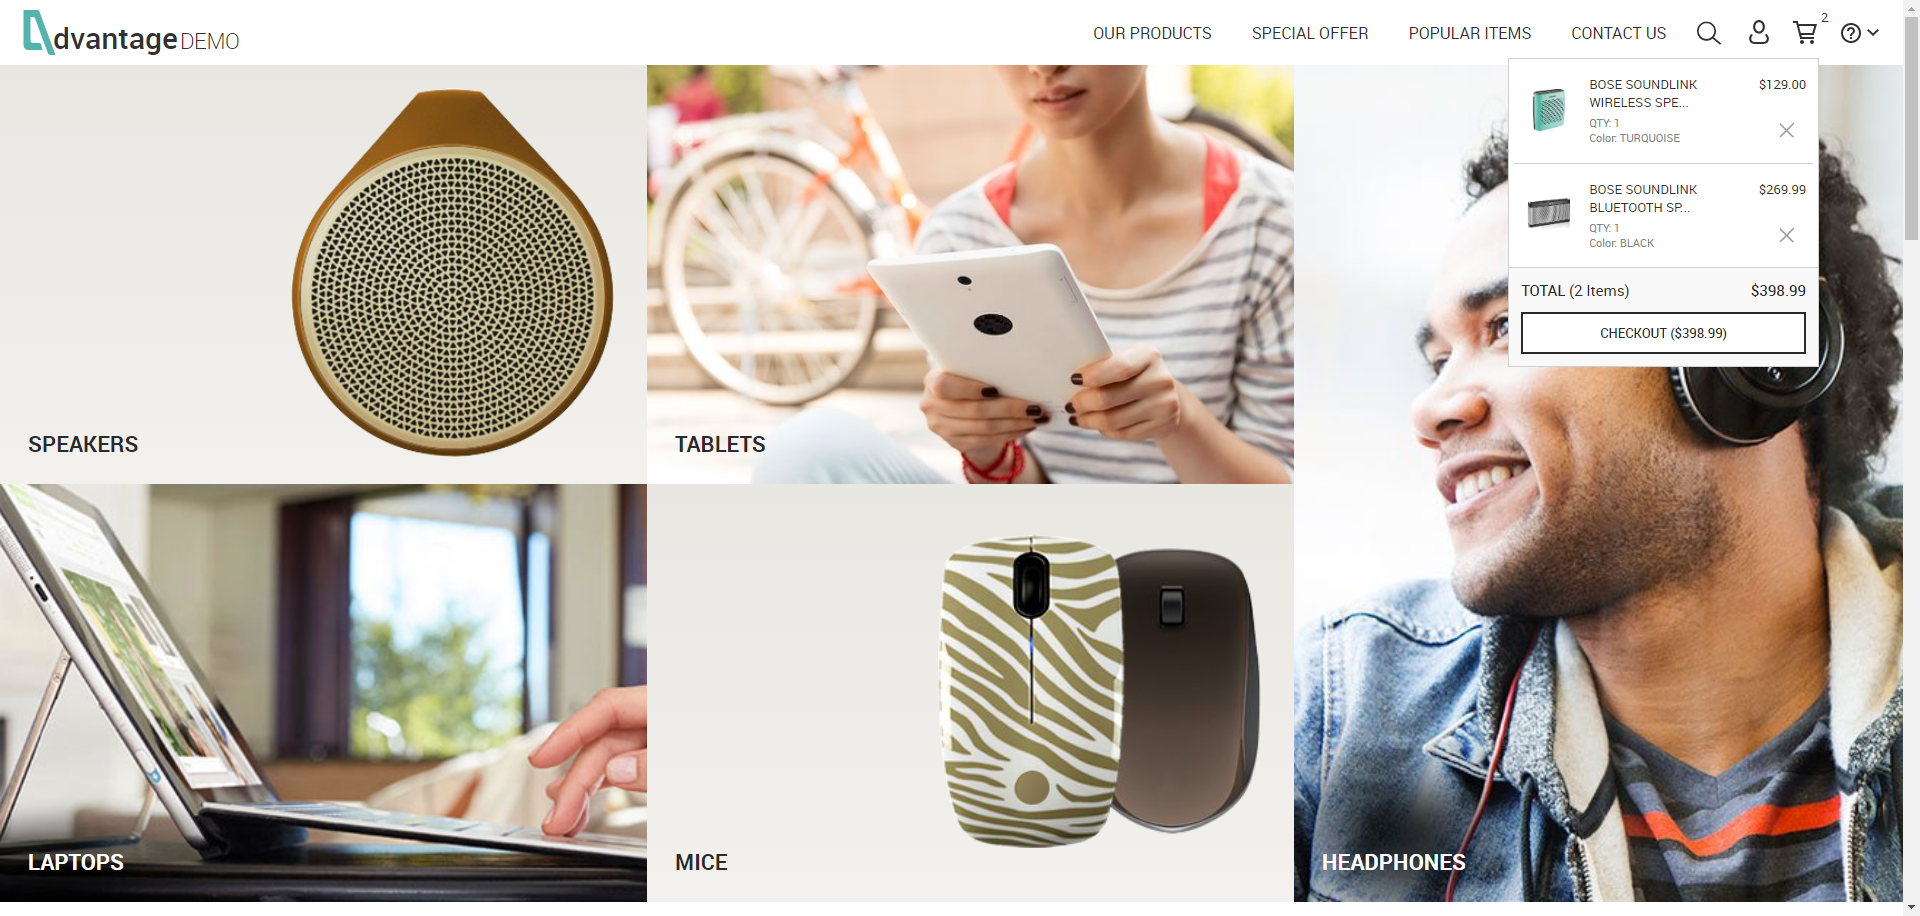 dvantage DEMO
OUR PRODUCTS
SPECIAL OFFER
POPULAR ITEMS
CONTACT US
2
BOSE SOUNDLINK
WIRELESS SPE...
$129.00
QTY: 1
Color: TURQUOISE
BOSE SOUNDLINK
BLUETOOTH SP...
$269.99
QTY: 1
Color: BLACK
TOTAL (2 Items)
$398.99
CHECKOUT ($398.99)
SPEAKERS
TABLETS
LAPTOPS
MICE
HEADPHONES